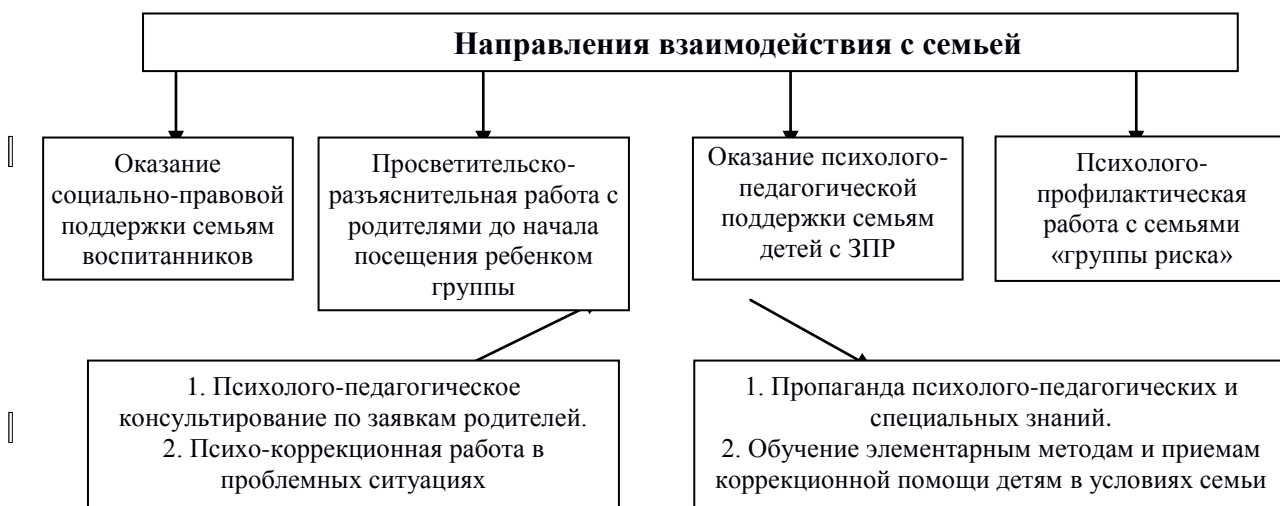 Направления взаимодействия с семьей
Оказание
социально-правовой
поддержки семьям
воспитанников
Просветительско-
разъяснительная работа с
родителями до начала
посещения ребенком
группы
Оказание психолого-
педагогической
поддержки семьям
детей с ЗПР
Психолого-
профилактическая
работа с семьями
«группы риска»
1. Психолого-педагогическое
консультирование по заявкам родителей.
2. Психо-коррекционная работа в
проблемных ситуациях
1. Пропаганда психолого-педагогических и
специальных знаний.
2. Обучение элементарным методам и приемам
коррекционной помощи детям в условиях семьи